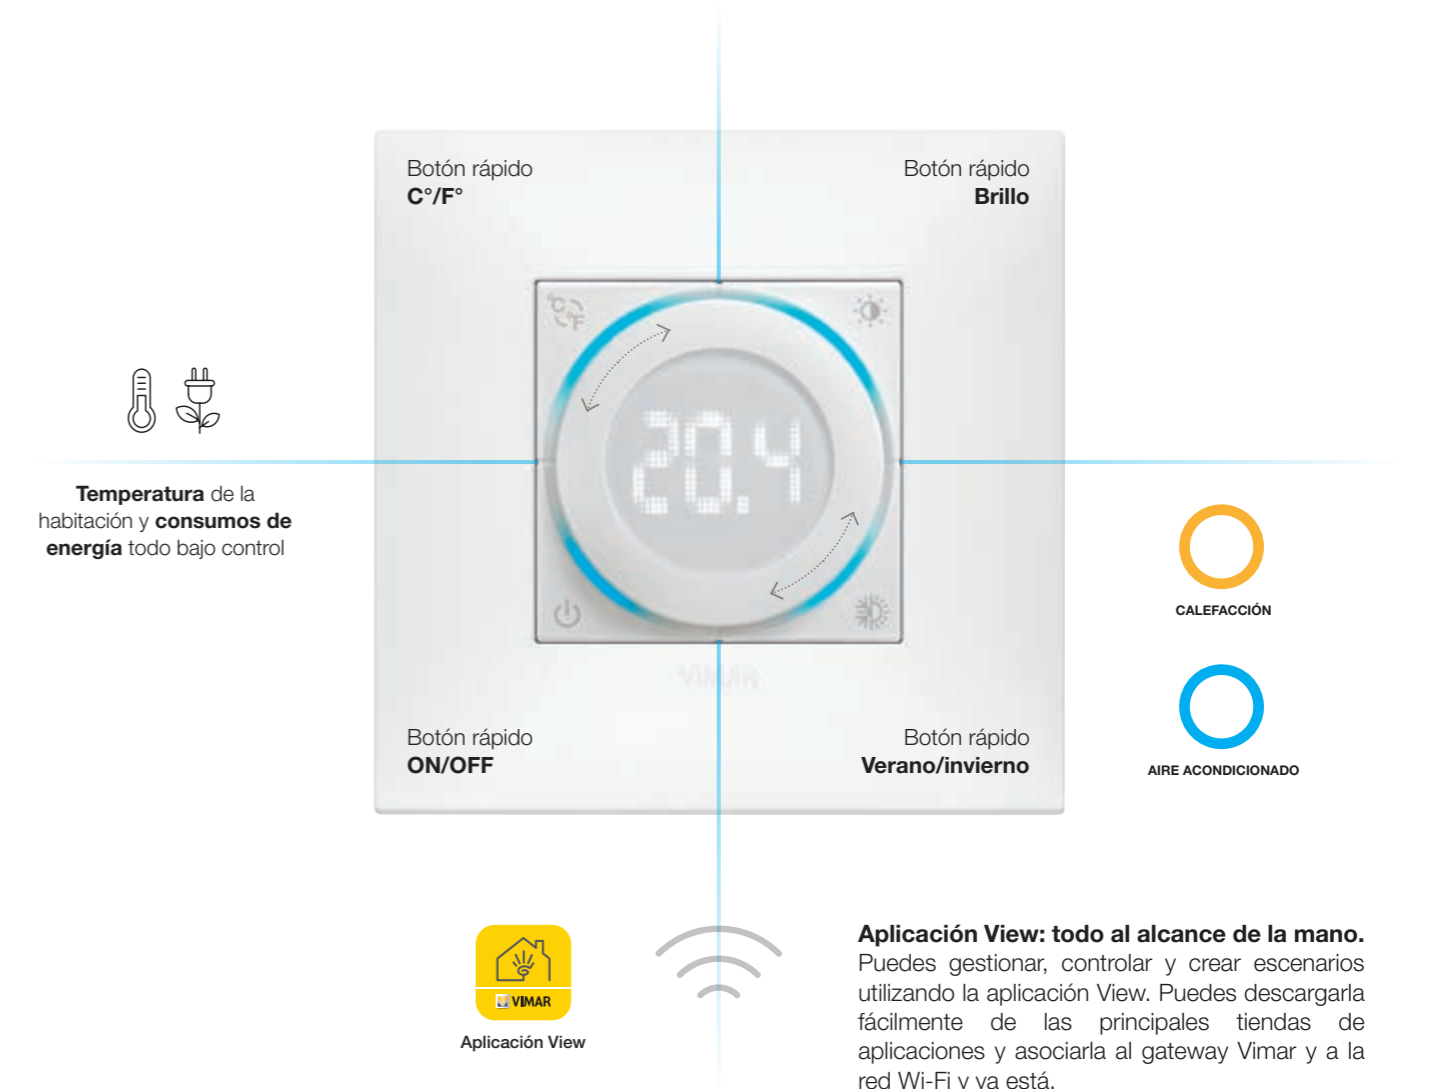 Botón rápido
C°/F°
Botón rápido
Brillo
°C
°F
20.4
Temperatura de la
habitación y consumos de
energía todo bajo control
CALEFACCIÓN
VIMAR
Botón rápido
ON/OFF
Botón rápido
Verano/invierno
AIRE ACONDICIONADO
VIMAR
Aplicación View
Aplicación View: todo al alcance de la mano.
Puedes gestionar, controlar y crear escenarios
utilizando la aplicación View. Puedes descargarla
fácilmente de las principales tiendas de
aplicaciones y asociarla al gateway Vimar y a la
red Wi-Fi y ya está.